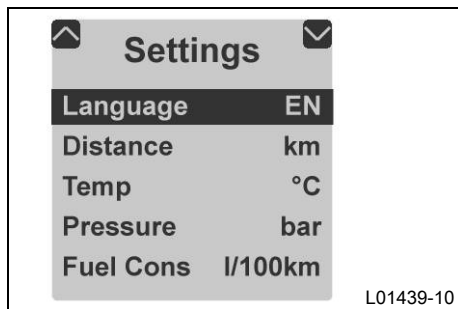 Settings
Language EN
Distance km
Temp °C
Pressure bar
Fuel Cons l/100km
L01439-10